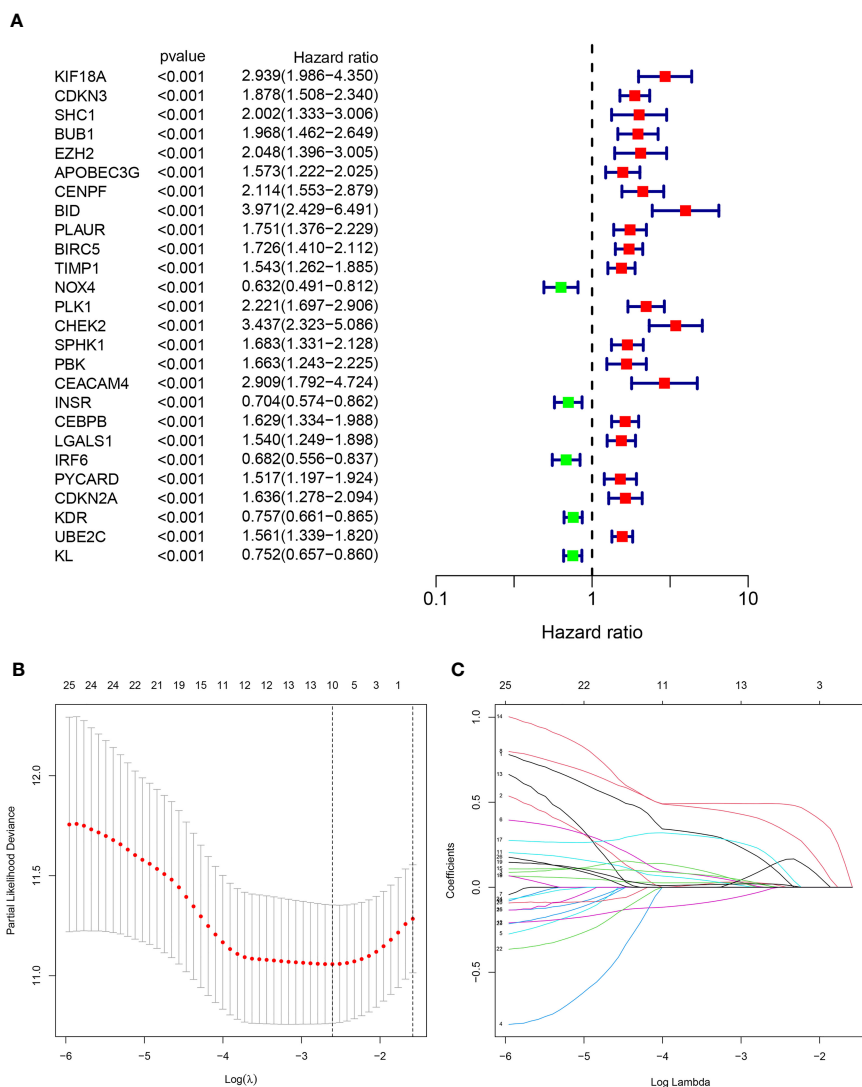 A
pvalue Hazard ratio
KIF18A <0.001 2.939(1.986−4.350)
CDKN3 <0.001 1.878(1.508−2.340)
SHC1 <0.001 2.002(1.333−3.006)
BUB1 <0.001 1.968(1.462−2.649)
EZH2 <0.001 2.048(1.396−3.005)
APOBEC3G <0.001 1.573(1.222−2.025)
CENPF <0.001 2.114(1.553−2.879)
BID <0.001 3.971(2.429−6.491)
PLAUR <0.001 1.751(1.376−2.229)
BIRC5 <0.001 1.726(1.410−2.112)
TIMP1 <0.001 1.543(1.262−1.885)
NOX4 <0.001 0.632(0.491−0.812)
PLK1 <0.001 2.221(1.697−2.906)
CHEK2 <0.001 3.437(2.323−5.086)
SPHK1 <0.001 1.683(1.331−2.128)
PBK <0.001 1.663(1.243−2.225)
CEACAM4 <0.001 2.909(1.792−4.724)
INSR <0.001 0.704(0.574−0.862)
CEBPB <0.001 1.629(1.334−1.988)
LGALS1 <0.001 1.540(1.249−1.898)
IRF6 <0.001 0.682(0.556−0.837)
PYCARD <0.001 1.517(1.197−1.924)
CDKN2A <0.001 1.636(1.278−2.094)
KDR <0.001 0.757(0.661−0.865)
UBE2C <0.001 1.561(1.339−1.820)
KL <0.001 0.752(0.657−0.860)
0.1 1 10
Hazard ratio
B
25 24 24 22 21 19 15 11 12 12 13 13 10 5 3 1
12.0
11.5
11.0
Partial Likelihood Deviance
−6 −5 −4 −3 −2
Log(λ)
C
25 22 11 13 3
1.0
0.5
0.0
−0.5
Coefficients
14
1
13
2
6
17
11
7
5
22
4
−6 −5 −4 −3 −2
Log Lambda